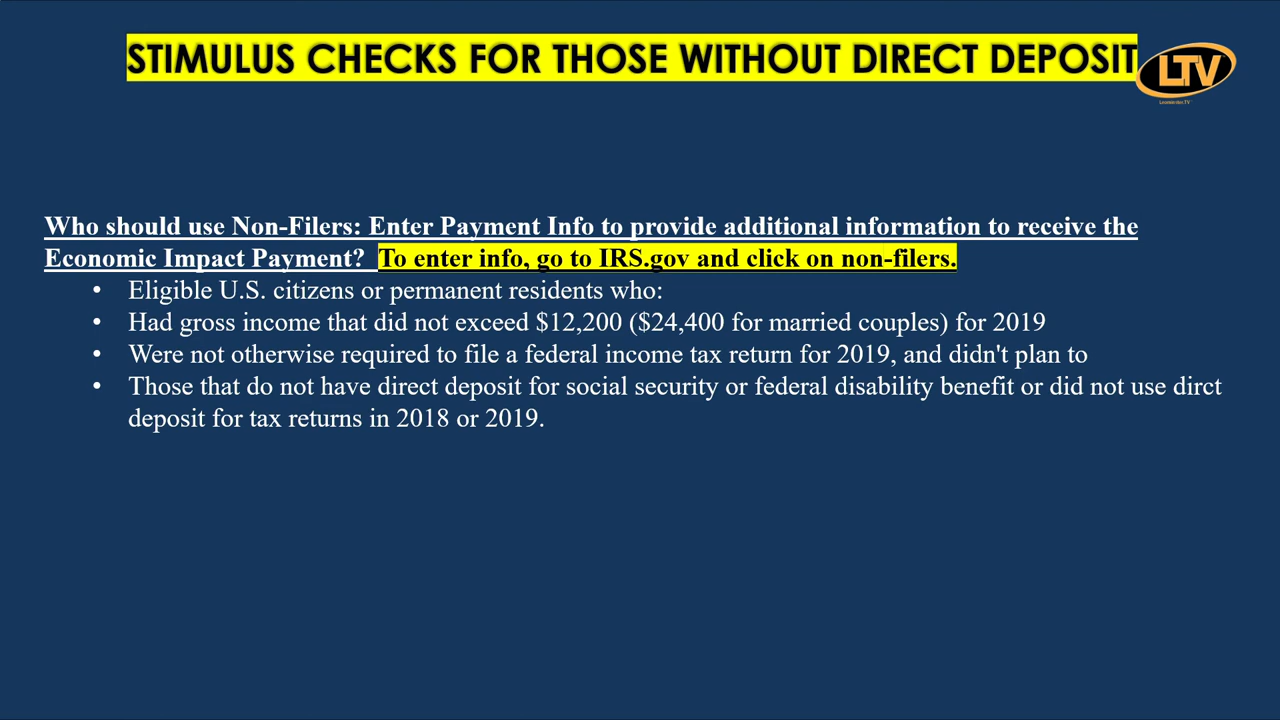 STIMULUS CHECKS FOR THOSE WITHOUT DIRECT DEPOSIT
LTV
Who should use Non-Filers: Enter Payment Info to provide additional information to receive the
Economic Impact Payment? To enter info, go to IRS.gov and click on non-filers.
• Eligible U.S. citizens or permanent residents who:
• Had gross income that did not exceed $12,200 ($24,400 for married couples) for 2019
• Were not otherwise required to file a federal income tax return for 2019, and didn't plan to
• Those that do not have direct deposit for social security or federal disability benefit or did not use dirct
deposit for tax returns in 2018 or 2019.